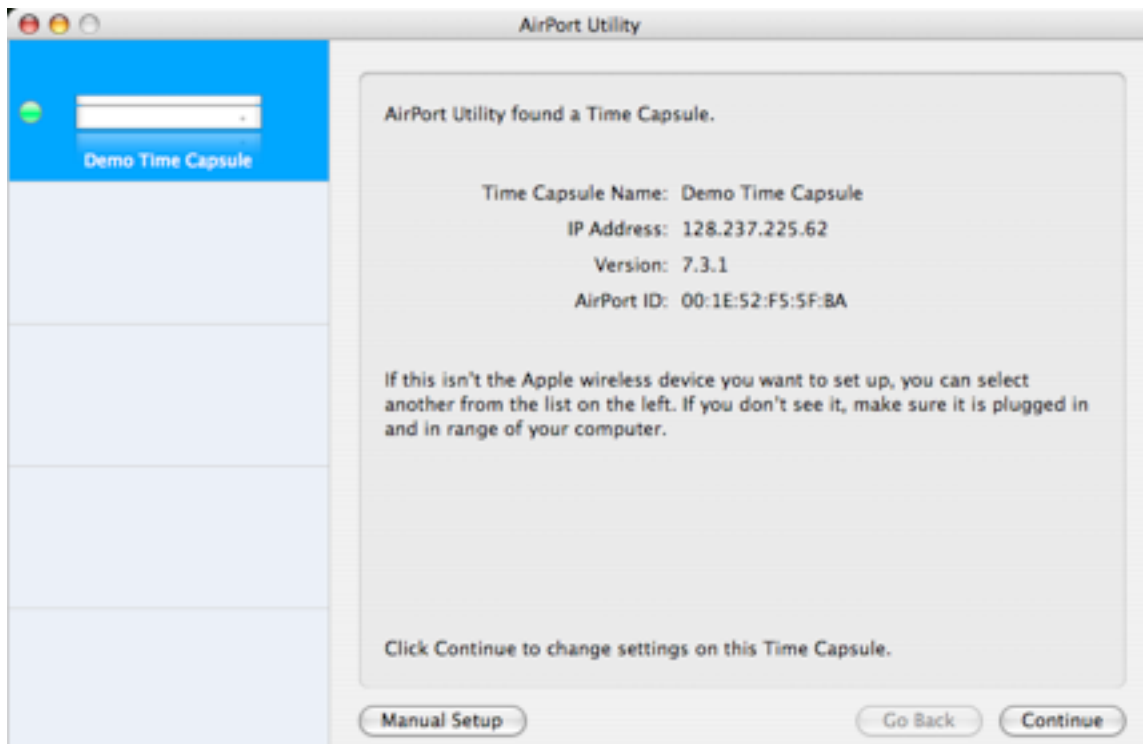 AirPort Utility
Demo Time Capsule
AirPort Utility found a Time Capsule.
Time Capsule Name: Demo Time Capsule
IP Address: 128.237.225.62
Version: 7.3.1
AirPort ID: 00:1E:52:F5:5F:BA
If this isn't the Apple wireless device you want to set up, you can select
another from the list on the left. If you don't see it, make sure it is plugged in
and in range of your computer.
Click Continue to change settings on this Time Capsule.
Manual Setup
Go Back
Continue